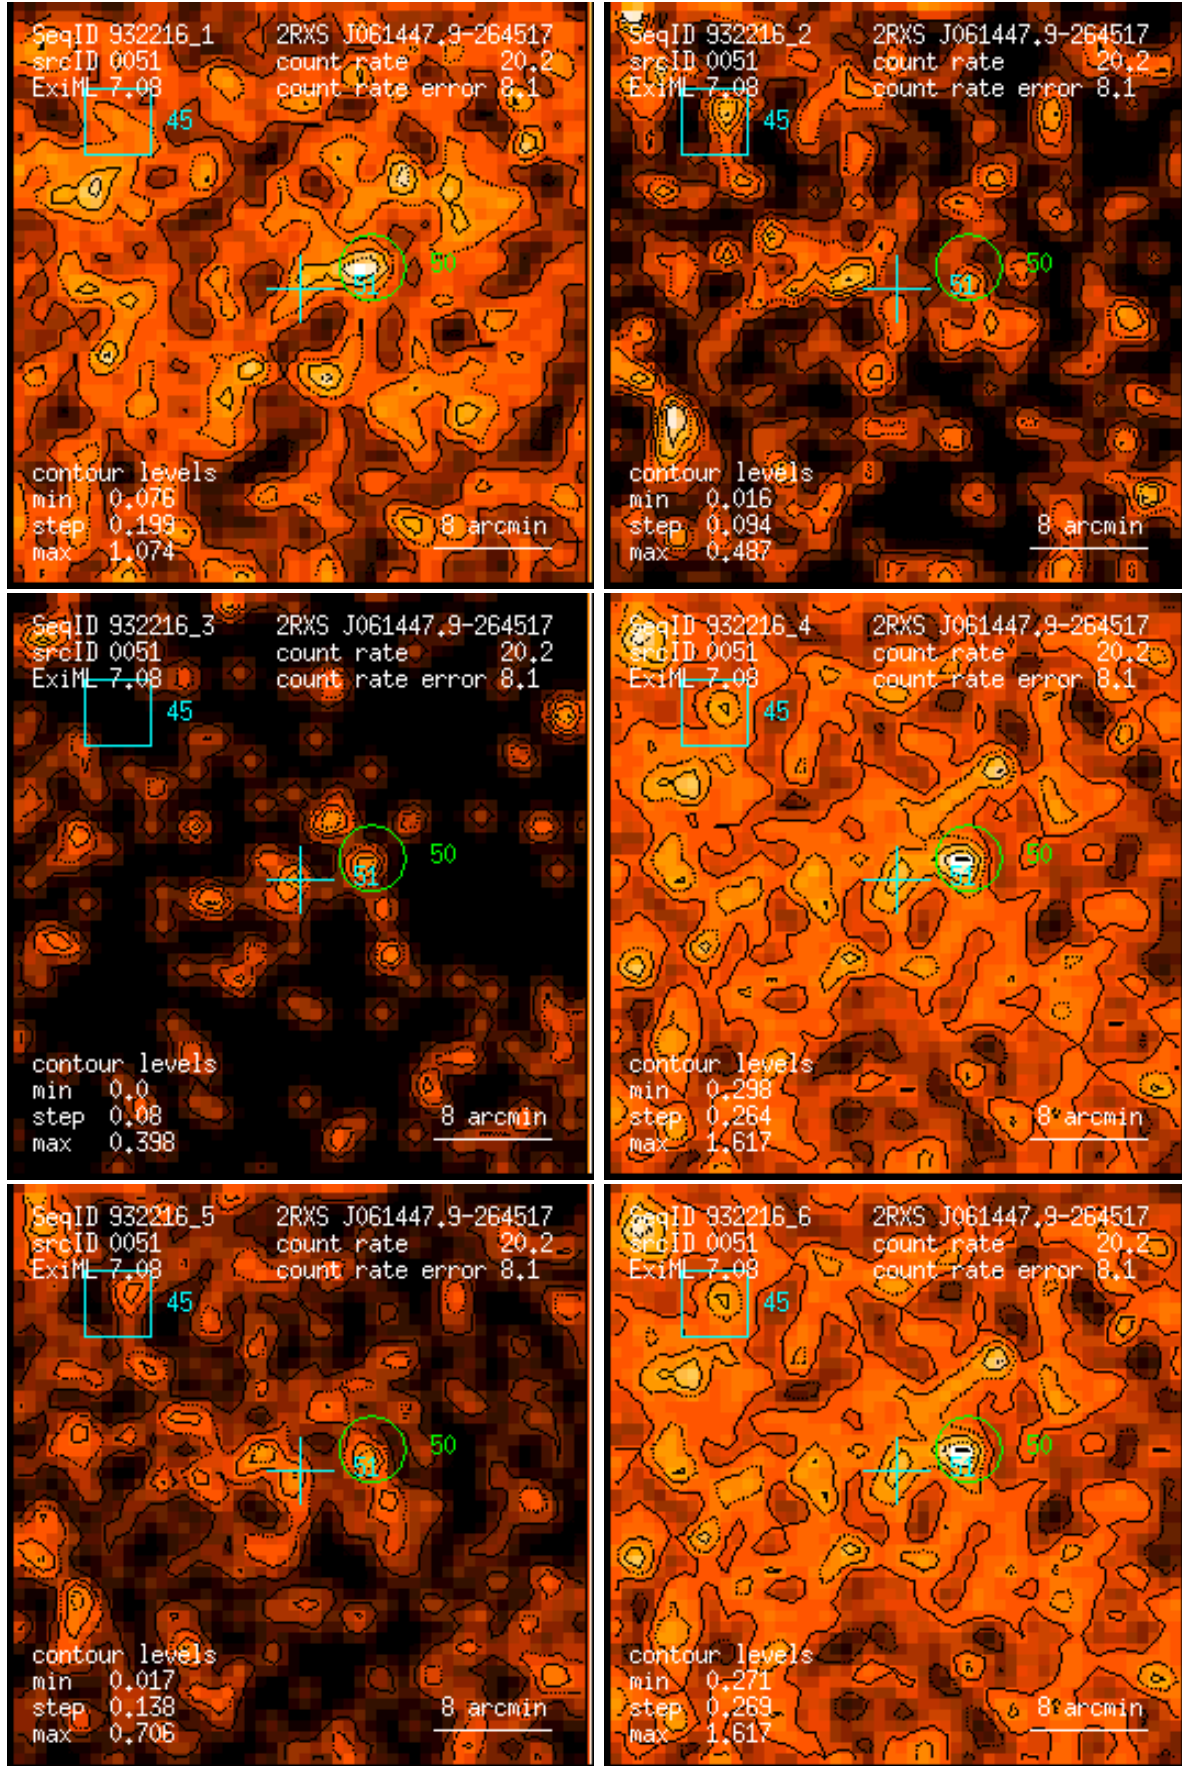 SeqID 932216_1 2RXS J061447.9-264517
srcID 0051 count rate 20.2
ExiML 7.08 count rate error 8.1
45
50
51
contour levels
min 0.076
step 0.199
max 1.074
8 arcmin
SeqID 932216_2 2RXS J061447.9-264517
srcID 0051 count rate 20.2
ExiML 7.08 count rate error 8.1
45
50
51
contour levels
min 0.016
step 0.094
max 0.487
8 arcmin
SeqID 932216_3 2RXS J061447.9-264517
srcID 0051 count rate 20.2
ExiML 7.08 count rate error 8.1
45
50
51
contour levels
min 0.0
step 0.08
max 0.398
8 arcmin
SeqID 932216_4 2RXS J061447.9-264517
srcID 0051 count rate 20.2
ExiML 7.08 count rate error 8.1
45
50
51
contour levels
min 0.298
step 0.264
max 1.617
8 arcmin
SeqID 932216_5 2RXS J061447.9-264517
srcID 0051 count rate 20.2
ExiML 7.08 count rate error 8.1
45
50
51
contour levels
min 0.017
step 0.138
max 0.706
8 arcmin
SeqID 932216_6 2RXS J061447.9-264517
srcID 0051 count rate 20.2
ExiML 7.08 count rate error 8.1
45
50
51
contour levels
min 0.271
step 0.269
max 1.617
8 arcmin